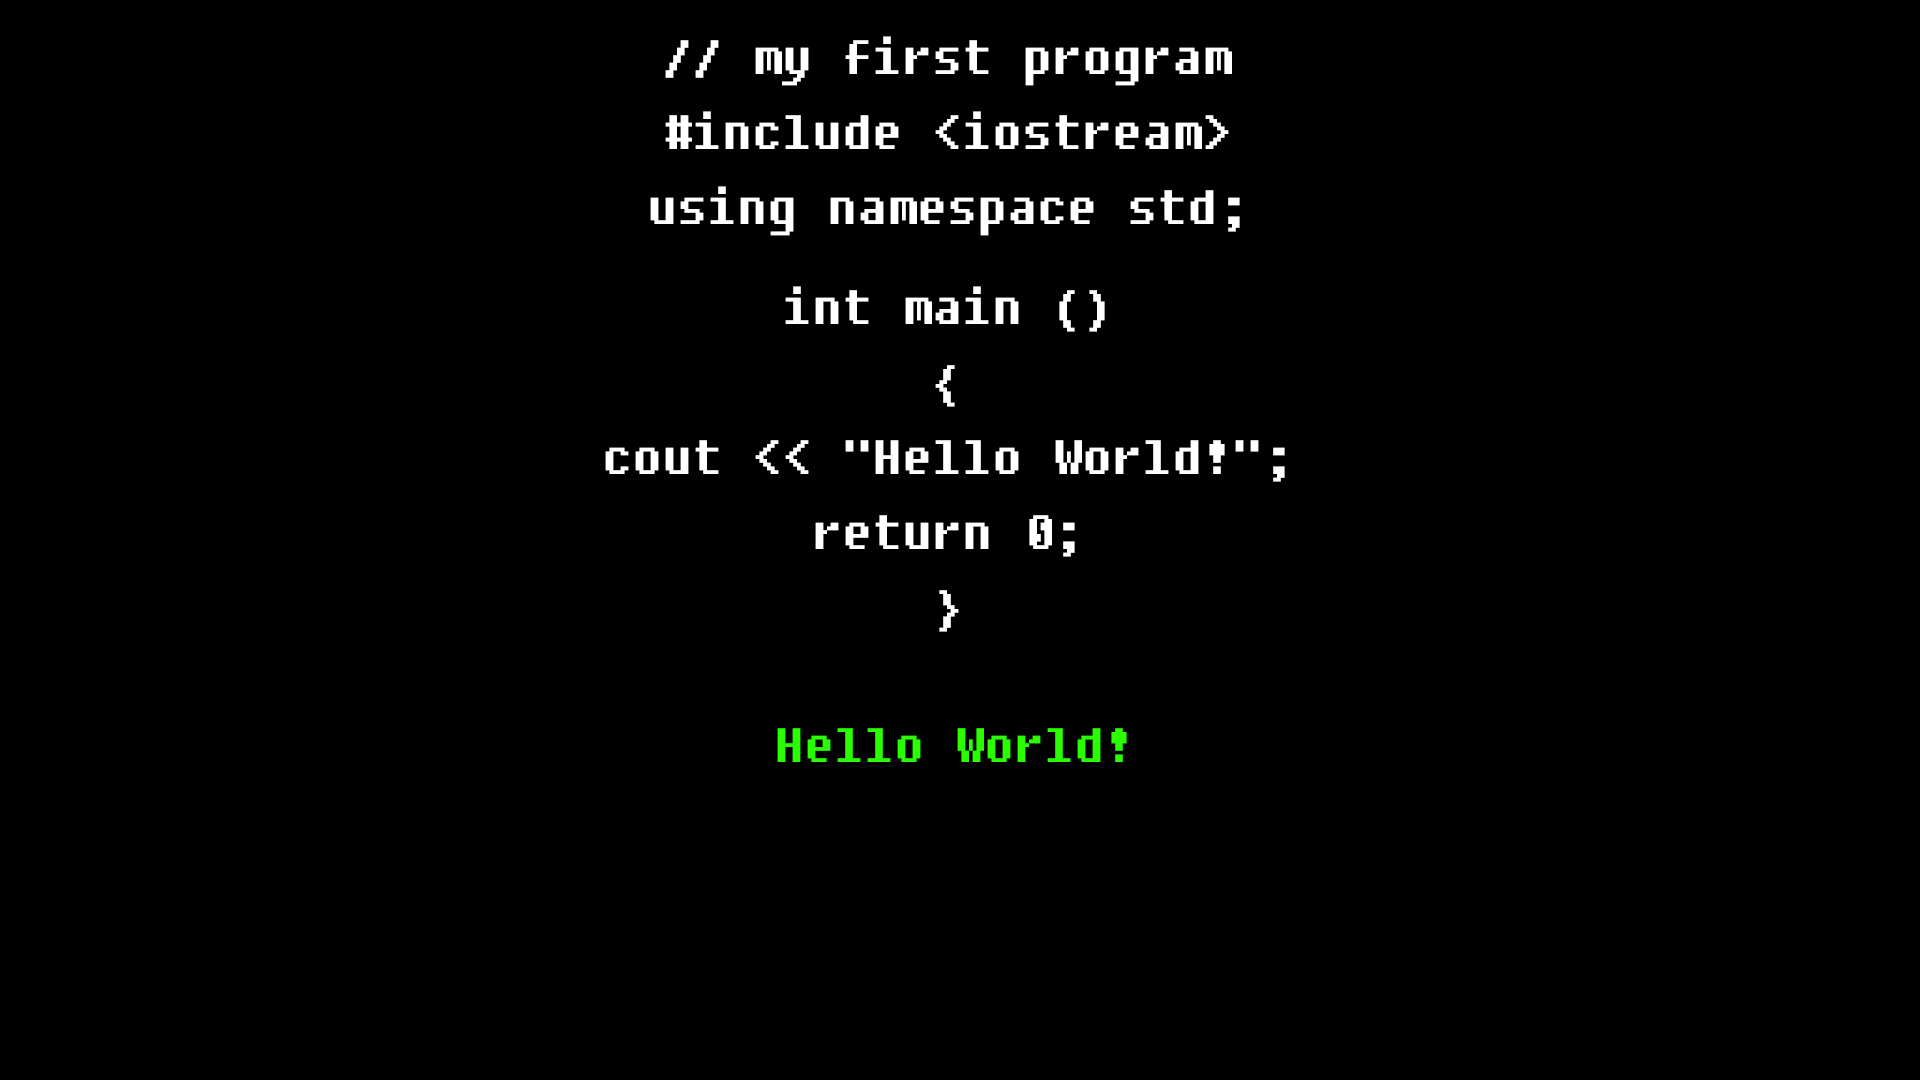 // my first program
#include <iostream>
using namespace std;
int main ()
{
cout << "Hello World!";
return 0;
}
Hello World!